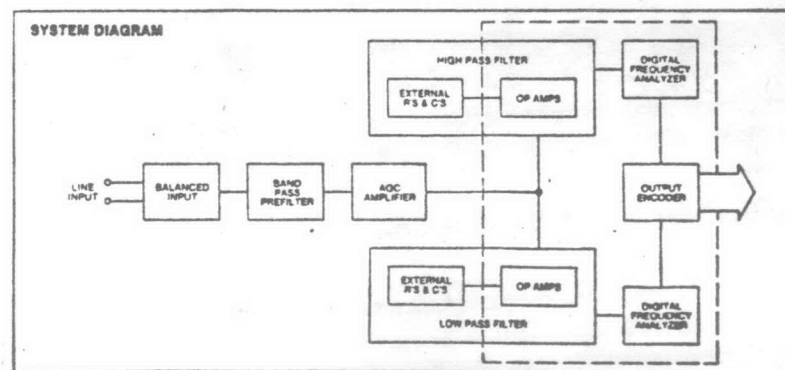 SYSTEM DIAGRAM
HIGH PASS FILTER
EXTERNAL
R'S & C'S
OP AMPS
DIGITAL
FREQUENCY
ANALYZER
LINE
INPUT
BALANCED
INPUT
BAND
PASS
PREFILTER
AGC
AMPLIFIER
OUTPUT
ENCODER
EXTERNAL
R'S & C'S
OP AMPS
LOW PASS FILTER
DIGITAL
FREQUENCY
ANALYZER